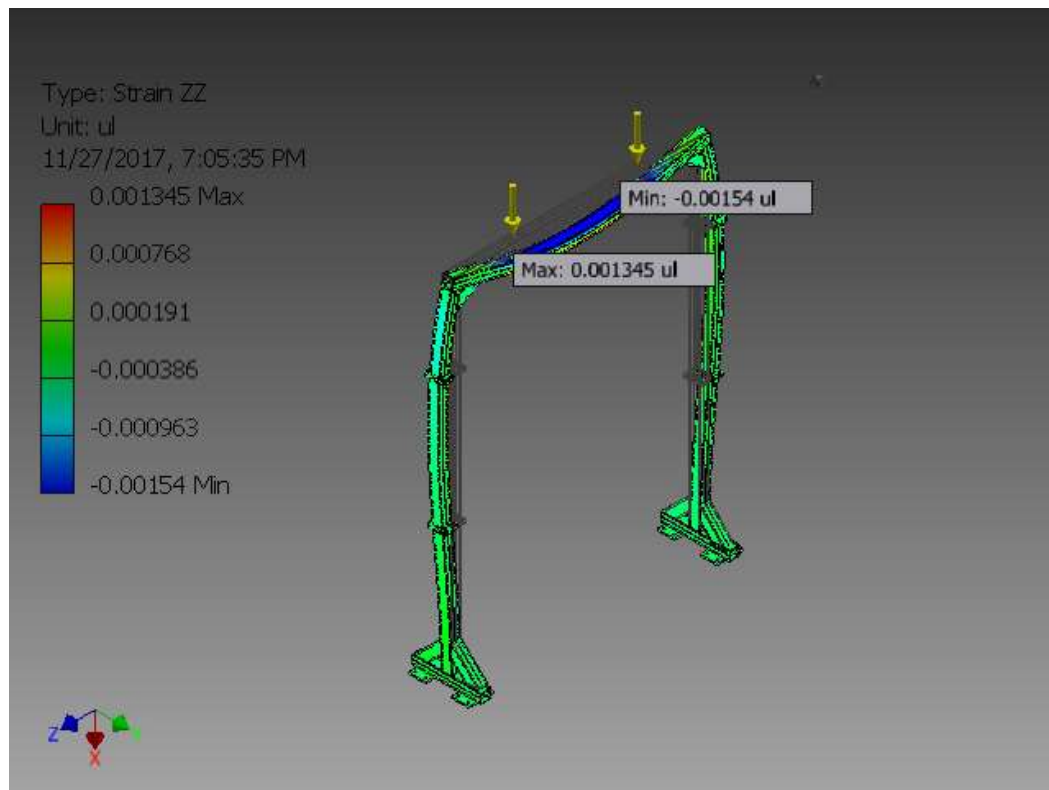 Type: Strain ZZ
Unit: ul
11/27/2017, 7:05:35 PM
0.001345 Max
0.000768
0.000191
-0.000386
-0.000963
-0.00154 Min
Min: -0.00154 ul
Max: 0.001345 ul
Z
Y
X